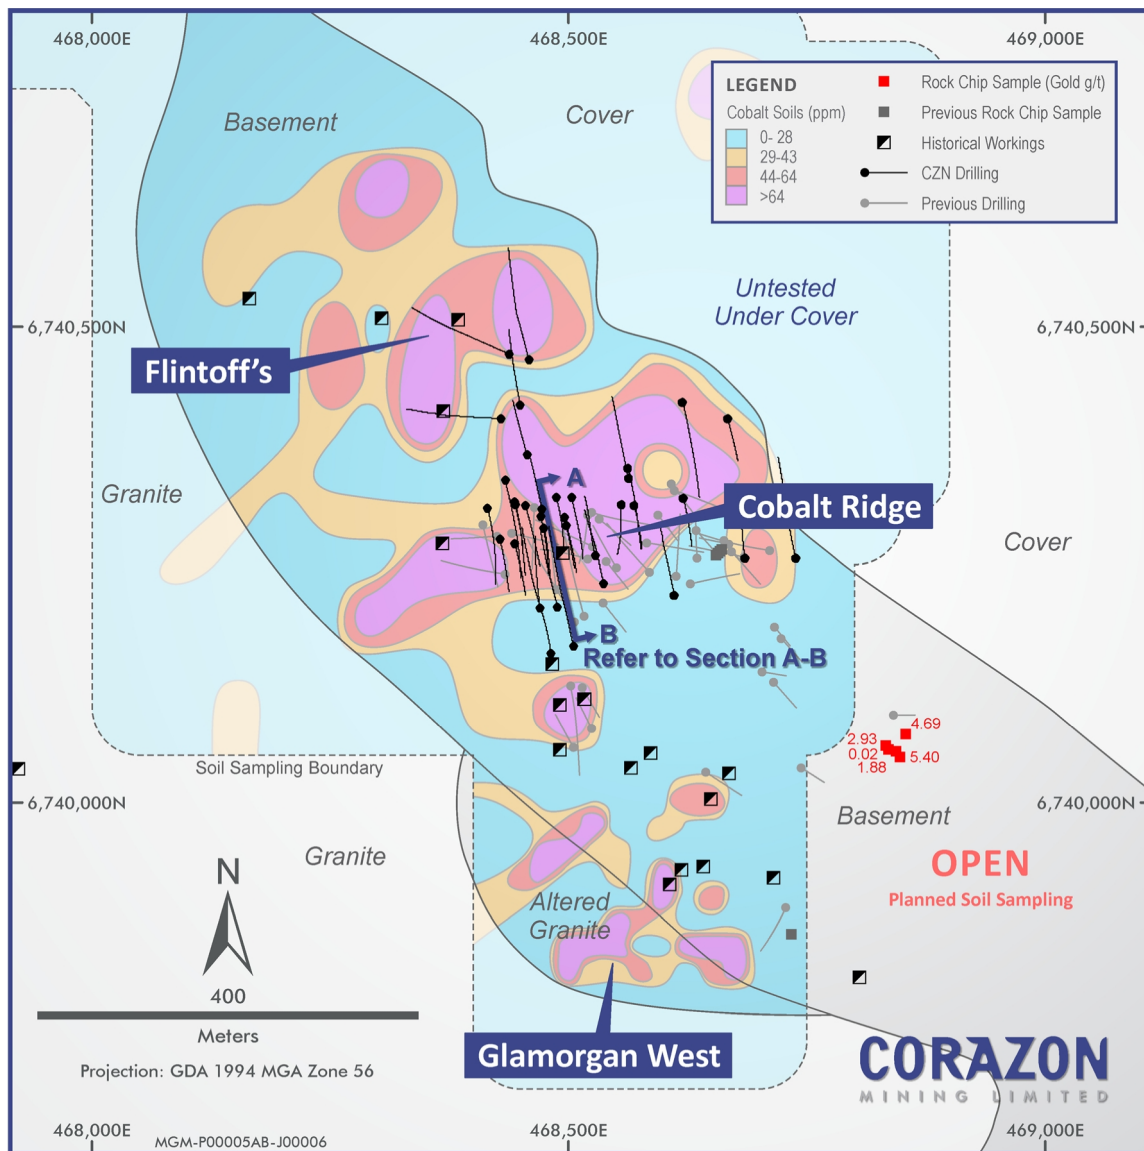 468,000E
468,500E
469,000E
LEGEND
Cobalt Soils (ppm)
0- 28
29-43
44-64
>64
Rock Chip Sample (Gold g/t)
Previous Rock Chip Sample
Historical Workings
CZN Drilling
Previous Drilling
Basement
Cover
Untested
Under Cover
6,740,500N
6,740,500N
Flintoff's
Granite
A
Cobalt Ridge
Cover
B
Refer to Section A-B
4.69
2.93
0.02
5.40
1.88
Soil Sampling Boundary
6,740,000N
6,740,000N
Basement
Granite
OPEN
Planned Soil Sampling
N
Altered
Granite
400
Meters
Projection: GDA 1994 MGA Zone 56
Glamorgan West
CORAZON
MINING LIMITED
468,000E
468,500E
469,000E
MGM-P00005AB-J00006